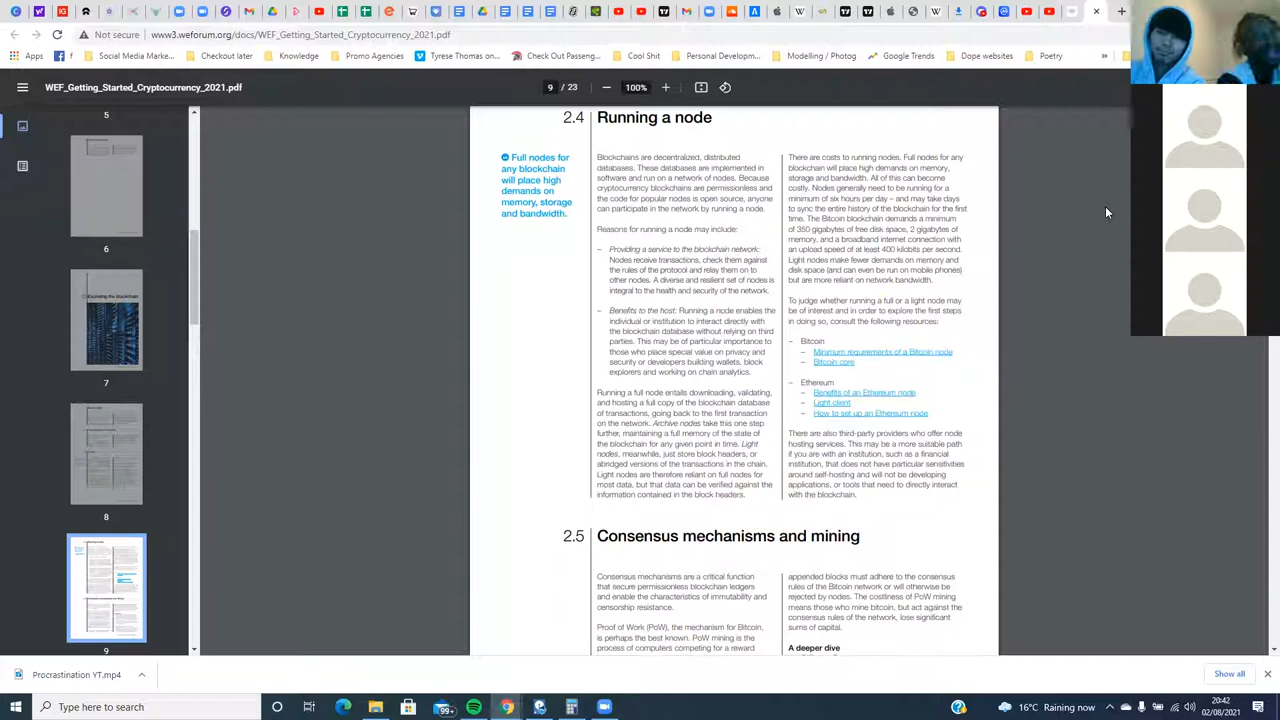 Not secure
www3.weforum.org/docs/WEF_Getting_Started_Cryptocurrency_2021.pdf
Apps
f
Social Media Marke...
Checkout later
Knowledge
Promo Agencies
Tyrese Thomas on...
Check Out Passeng...
Cool Shit
Personal Developm...
Modelling / Photog
Google Trends
Dope websites
Poetry
»
WEF_Getting_Started_Cryptocurrency_2021.pdf
9 / 23
100%
5
6
7
8
9
2.4 Running a node
Full nodes for
any blockchain
will place high
demands on
memory, storage
and bandwidth.
Blockchains are decentralized, distributed
databases. These databases are implemented in
software and run on a network of nodes. Because
cryptocurrency blockchains are permissionless and
the code for popular nodes is open source, anyone
can participate in the network by running a node.
Reasons for running a node may include:
– Providing a service to the blockchain network:
Nodes receive transactions, check them against
the rules of the protocol and relay them on to
other nodes. A diverse and resilient set of nodes is
integral to the health and security of the network.
– Benefits to the host: Running a node enables the
individual or institution to interact directly with
the blockchain database without relying on third
parties. This may be of particular importance to
those who place special value on privacy and
security or developers building wallets, block
explorers and working on chain analytics.
Running a full node entails downloading, validating,
and hosting a full copy of the blockchain database
of transactions, going back to the first transaction
on the network. Archive nodes take this one step
further, maintaining a full memory of the state of
the blockchain for any given point in time. Light
nodes, meanwhile, just store block headers, or
abridged versions of the transactions in the chain.
Light nodes are therefore reliant on full nodes for
most data, but that data can be verified against the
information contained in the block headers.
There are costs to running nodes. Full nodes for any
blockchain will place high demands on memory,
storage and bandwidth. All of this can become
costly. Nodes generally need to be running for a
minimum of six hours per day – and may take days
to sync the entire history of the blockchain for the first
time. The Bitcoin blockchain demands a minimum
of 350 gigabytes of free disk space, 2 gigabytes of
memory, and a broadband internet connection with
an upload speed of at least 400 kilobits per second.
Light nodes make fewer demands on memory and
disk space (and can even be run on mobile phones)
but are more reliant on network bandwidth.
To judge whether running a full or a light node may
be of interest and in order to explore the first steps
in doing so, consult the following resources:
– Bitcoin
– Minimum requirements of a Bitcoin node
– Bitcoin core
– Ethereum
– Benefits of an Ethereum node
– Light client
– How to set up an Ethereum node
There are also third-party providers who offer node
hosting services. This may be a more suitable path
if you are with an institution, such as a financial
institution, that does not have particular sensitivities
around self-hosting and will not be developing
applications, or tools that need to directly interact
with the blockchain.
2.5 Consensus mechanisms and mining
Consensus mechanisms are a critical function
that secure permissionless blockchain ledgers
and enable the characteristics of immutability and
censorship resistance.
Proof of Work (PoW), the mechanism for Bitcoin,
is perhaps the best known. PoW mining is the
process of computers competing for a reward
appended blocks must adhere to the consensus
rules of the Bitcoin network or will otherwise be
rejected by nodes. The costliness of PoW mining
means those who mine bitcoin, but act against the
consensus rules of the network, lose significant
sums of capital.
A deeper dive
Procrastination YT.mp4
Show all
Type here to search
99+
16°C Raining now
20:42
02/08/2021